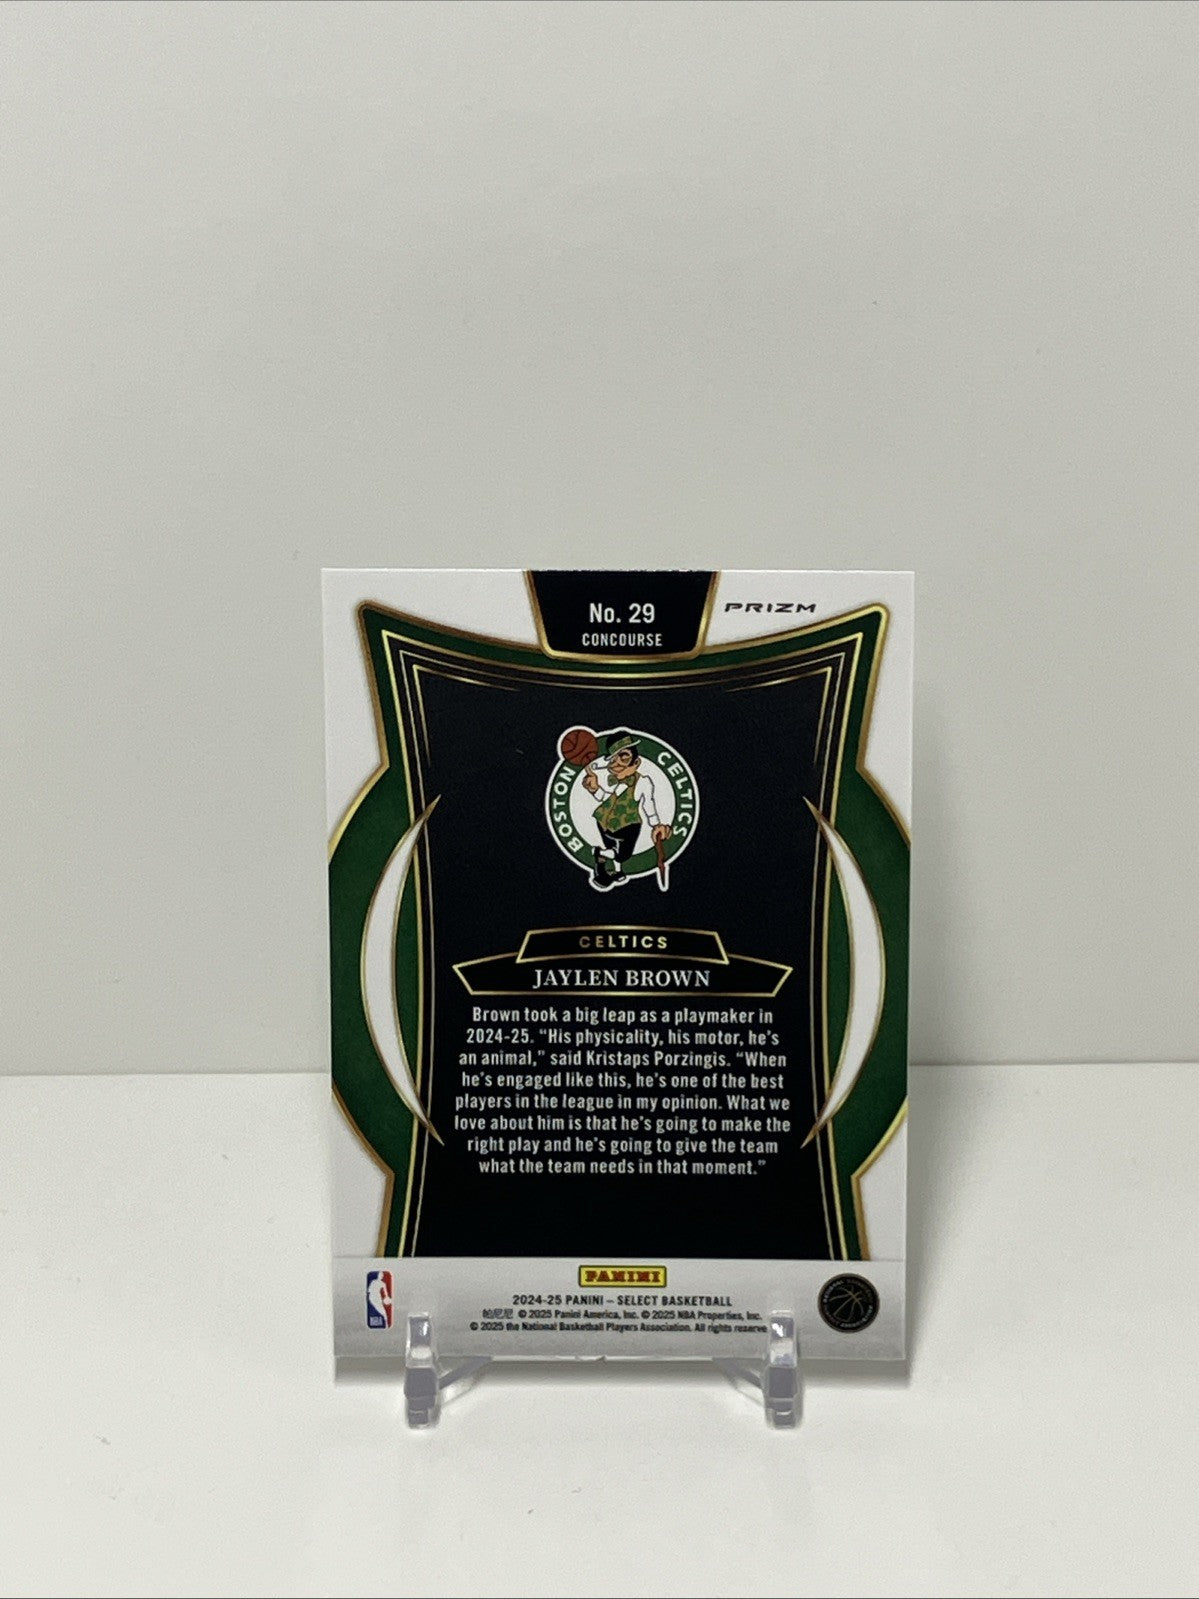 No. 29
CONCOURSE
PRIZM
BOSTON CELTICS
CELTICS
JAYLEN BROWN
Brown took a big leap as a playmaker in
2024-25. “His physicality, his motor, he’s
an animal,” said Kristaps Porzingis. “When
he’s engaged like this, he’s one of the best
players in the league in my opinion. What we
love about him is that he’s going to make the
right play and he’s going to give the team
what the team needs in that moment.”
PANINI
2024-25 PANINI – SELECT BASKETBALL
帕尼尼 © 2025 Panini America, Inc. © 2025 NBA Properties, Inc.
© 2025 the National Basketball Players Association. All rights reserve
NBA